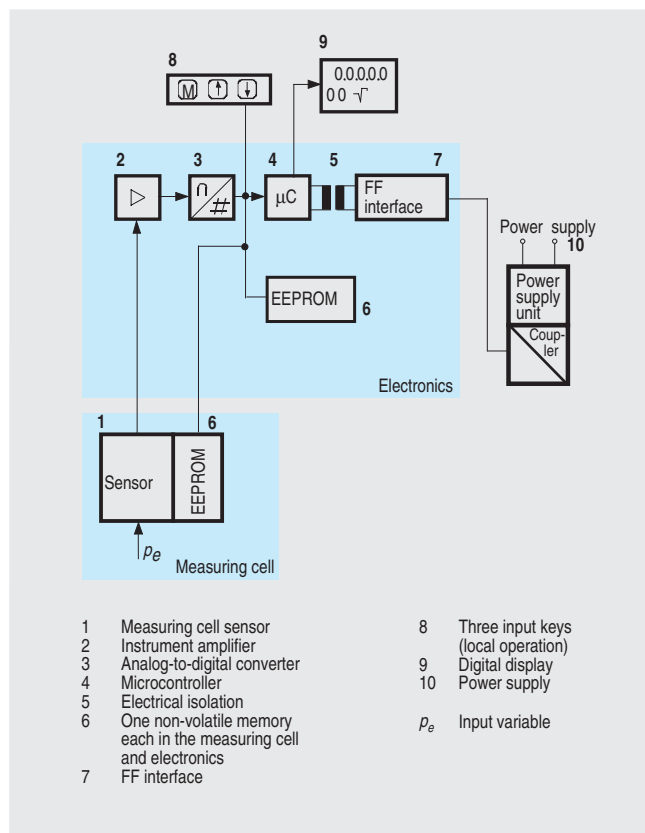 8
9
M ↑ ↓
0.0.0.0.0
0 0 √
2
3
4
5
7
∩ / #
µC
FF
interface
Power supply
10
Power
supply
unit
Coup-
ler
EEPROM
6
Electronics
1
6
Sensor
EEPROM
pe
Measuring cell
1 Measuring cell sensor
2 Instrument amplifier
3 Analog-to-digital converter
4 Microcontroller
5 Electrical isolation
6 One non-volatile memory
each in the measuring cell
and electronics
7 FF interface
8 Three input keys
(local operation)
9 Digital display
10 Power supply
pe Input variable